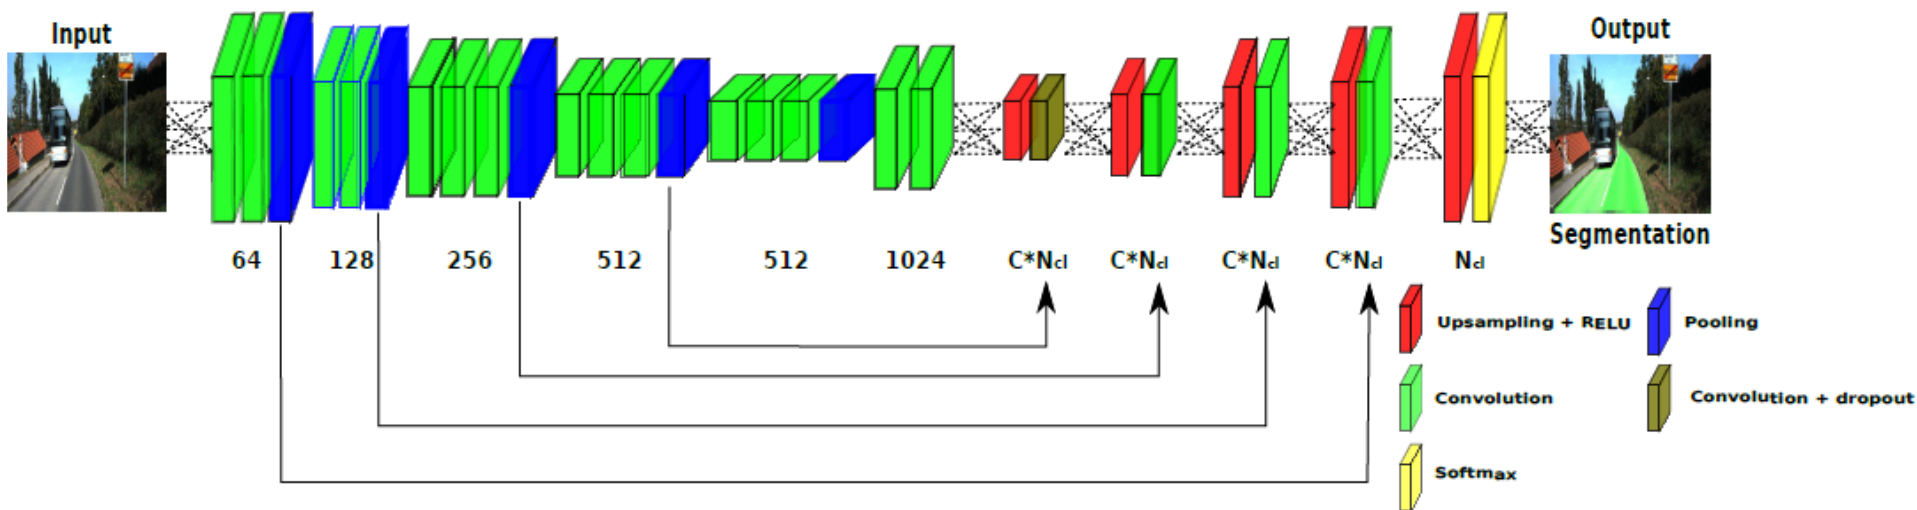 Input
Output
Segmentation
64 128 256 512 512 1024 C*Ncl C*Ncl C*Ncl C*Ncl Ncl
Upsampling + RELU
Pooling
Convolution
Convolution + dropout
Softmax